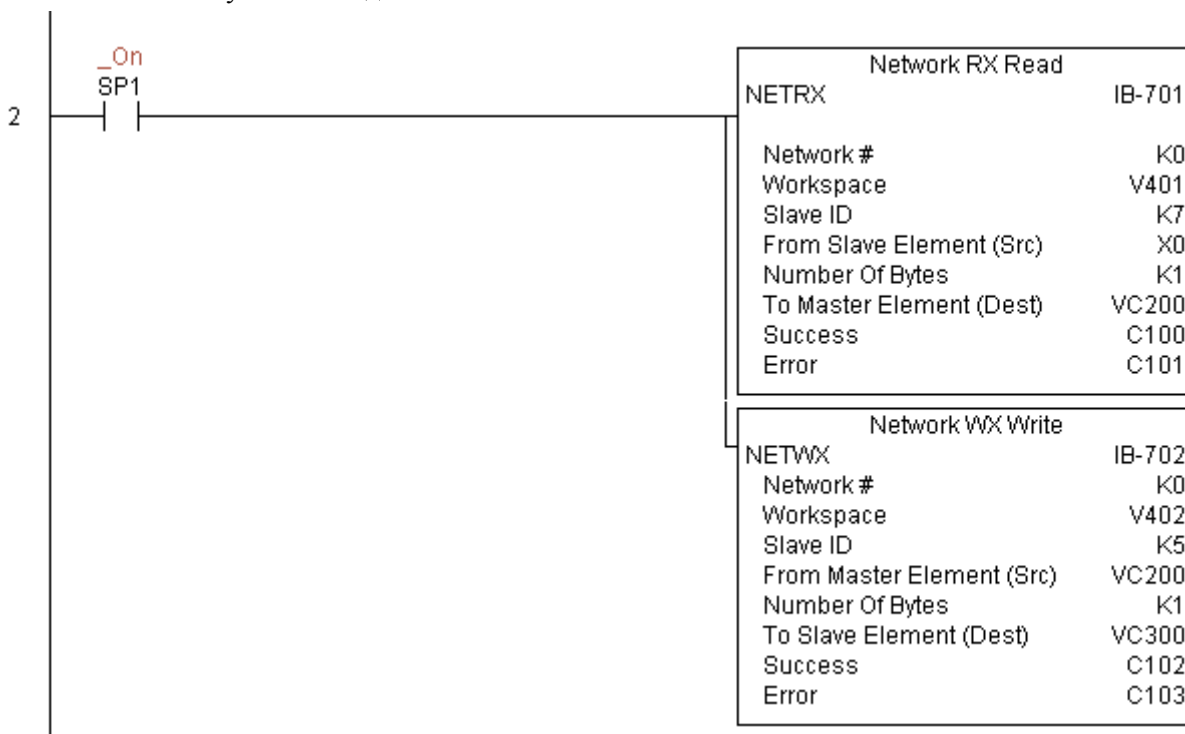 _On
SP1
2
Network RX Read
NETRX IB-701
Network # K0
Workspace V401
Slave ID K7
From Slave Element (Src) X0
Number Of Bytes K1
To Master Element (Dest) VC200
Success C100
Error C101
Network WX Write
NETWX IB-702
Network # K0
Workspace V402
Slave ID K5
From Master Element (Src) VC200
Number Of Bytes K1
To Slave Element (Dest) VC300
Success C102
Error C103